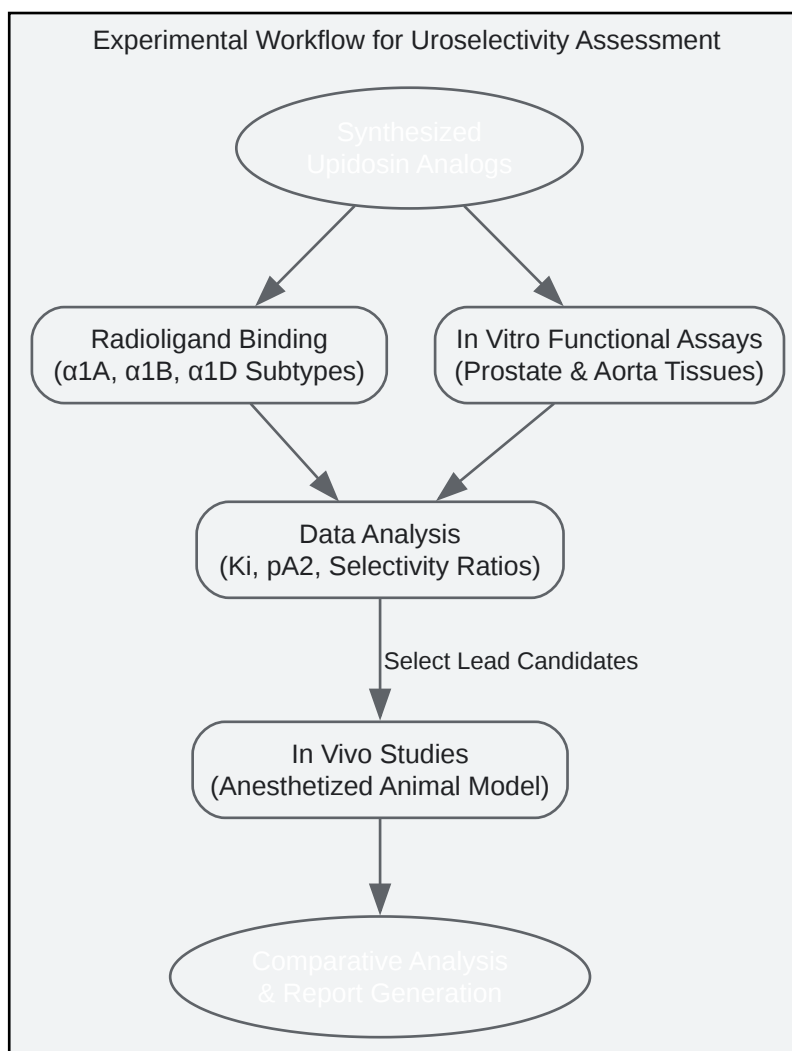 Experimental Workflow for Uroselectivity Assessment
Synthesized
Upidosin Analogs
Radioligand Binding
(α1A, α1B, α1D Subtypes)
In Vitro Functional Assays
(Prostate & Aorta Tissues)
Data Analysis
(Ki, pA2, Selectivity Ratios)
Select Lead Candidates
In Vivo Studies
(Anesthetized Animal Model)
Comparative Analysis
& Report Generation